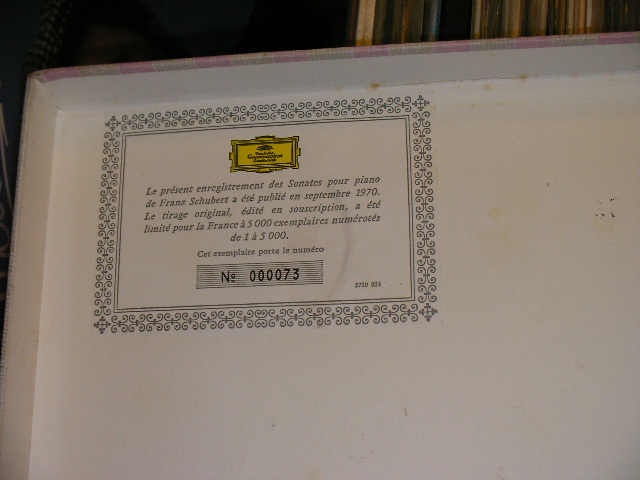 Deutsche
Grammophon
Gesellschaft
Le présent enregistrement des Sonates pour piano
de Franz Schubert a été publié en septembre 1970.
Le tirage original, édité en souscription, a été
limité pour la France à 5 000 exemplaires numérotés
de 1 à 5 000.
Cet exemplaire porte le numéro
No 000073
2720 024